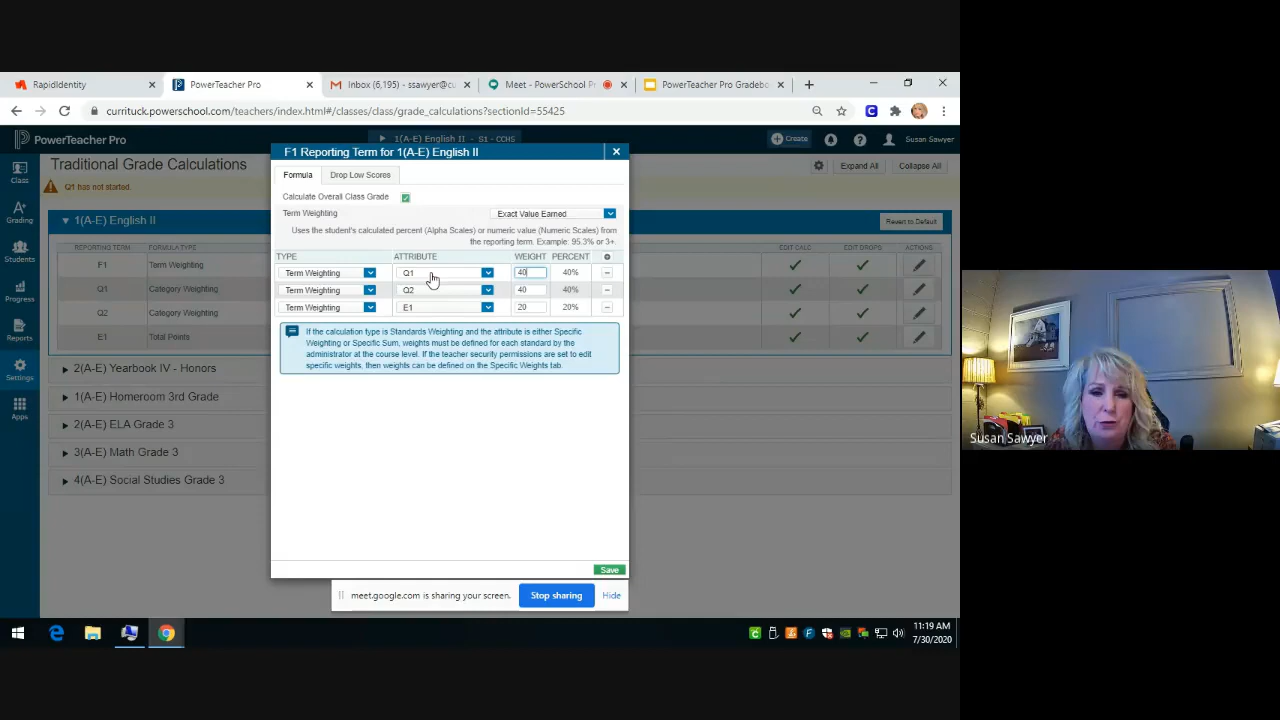 RapidIdentity
PowerTeacher Pro
Inbox (6,195) - ssawyer@cu
Meet - PowerSchool P
PowerTeacher Pro Gradeb
currituck.powerschool.com/teachers/index.html#/classes/class/grade_calculations?sectionId=55425
PowerTeacher Pro
1(A-E) English II - S1 - CCHS
Create
Susan Sawyer
Class
Grading
Students
Progress
Reports
Settings
Apps
Traditional Grade Calculations
Expand All
Collapse All
Q1 has not started.
1(A-E) English II
Revert to Default
REPORTING TERM
FORMULA TYPE
EDIT CALC
EDIT DROPS
ACTIONS
F1
Term Weighting
Q1
Category Weighting
Q2
Category Weighting
E1
Total Points
2(A-E) Yearbook IV - Honors
1(A-E) Homeroom 3rd Grade
2(A-E) ELA Grade 3
3(A-E) Math Grade 3
4(A-E) Social Studies Grade 3
F1 Reporting Term for 1(A-E) English II
Formula
Drop Low Scores
Calculate Overall Class Grade
Term Weighting
Exact Value Earned
Uses the student's calculated percent (Alpha Scales) or numeric value (Numeric Scales) from
the reporting term. Example: 95.3% or 3+.
TYPE ATTRIBUTE WEIGHT PERCENT
Term Weighting Q1 40 40%
Term Weighting Q2 40 40%
Term Weighting E1 20 20%
If the calculation type is Standards Weighting and the attribute is either Specific
Weighting or Specific Sum, weights must be defined for each standard by the
administrator at the course level. If the teacher security permissions are set to edit
specific weights, then weights can be defined on the Specific Weights tab.
Save
meet.google.com is sharing your screen.
Stop sharing
Hide
11:19 AM
7/30/2020
Susan Sawyer